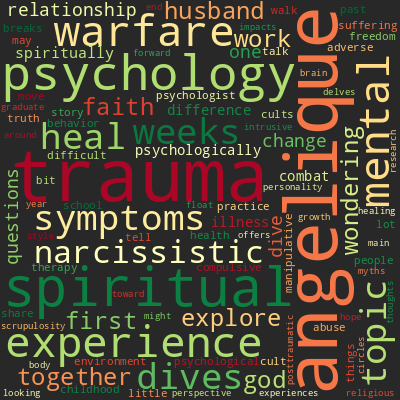 relationship
husband
walk
past
end
impacts
suffering
warfare
work
breaks
may
spiritually
one
talk
forward
freedom
adverse
psychology
brain
delves
angelique
mental
move
graduate
truth
psychologist
faith
difference
cults
story
behavior
heal
weeks
change
intrusive
around
difficult
psychologically
combat
personality
trauma
questions
bit
wondering
research
year
school
float
practice
growth
healing
symptoms
illness
dive
manipulative
main
style
tell
health
offers
lot
narcissistic
people
myths
therapy
compulsive
spiritual
toward
topic
thoughts
share
first
might
explore
posttraumatic
abuse
hope
circles
things
scrupulosity
experience
body
environment
psychological
cult
together
dives
god
childhood
looking
little
perspective
experiences
religious